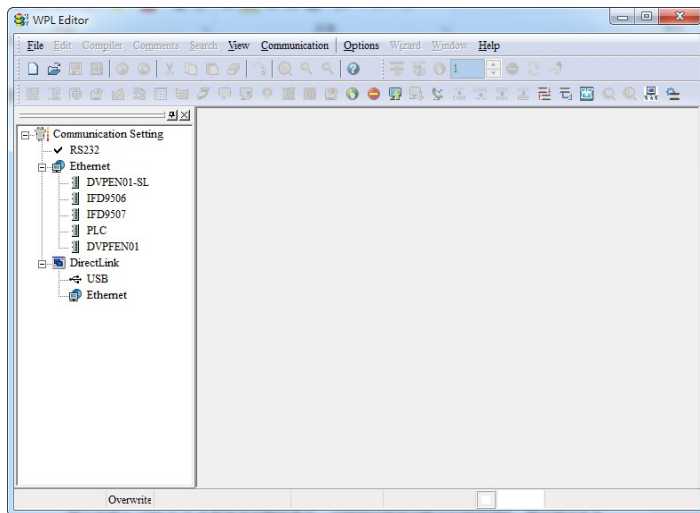 WPL Editor
File Edit Compiler Comments Search View Communication Options Wizard Window Help
1
Communication Setting
RS232
Ethernet
DVPEN01-SL
IFD9506
IFD9507
PLC
DVPFEN01
DirectLink
USB
Ethernet
Overwrite